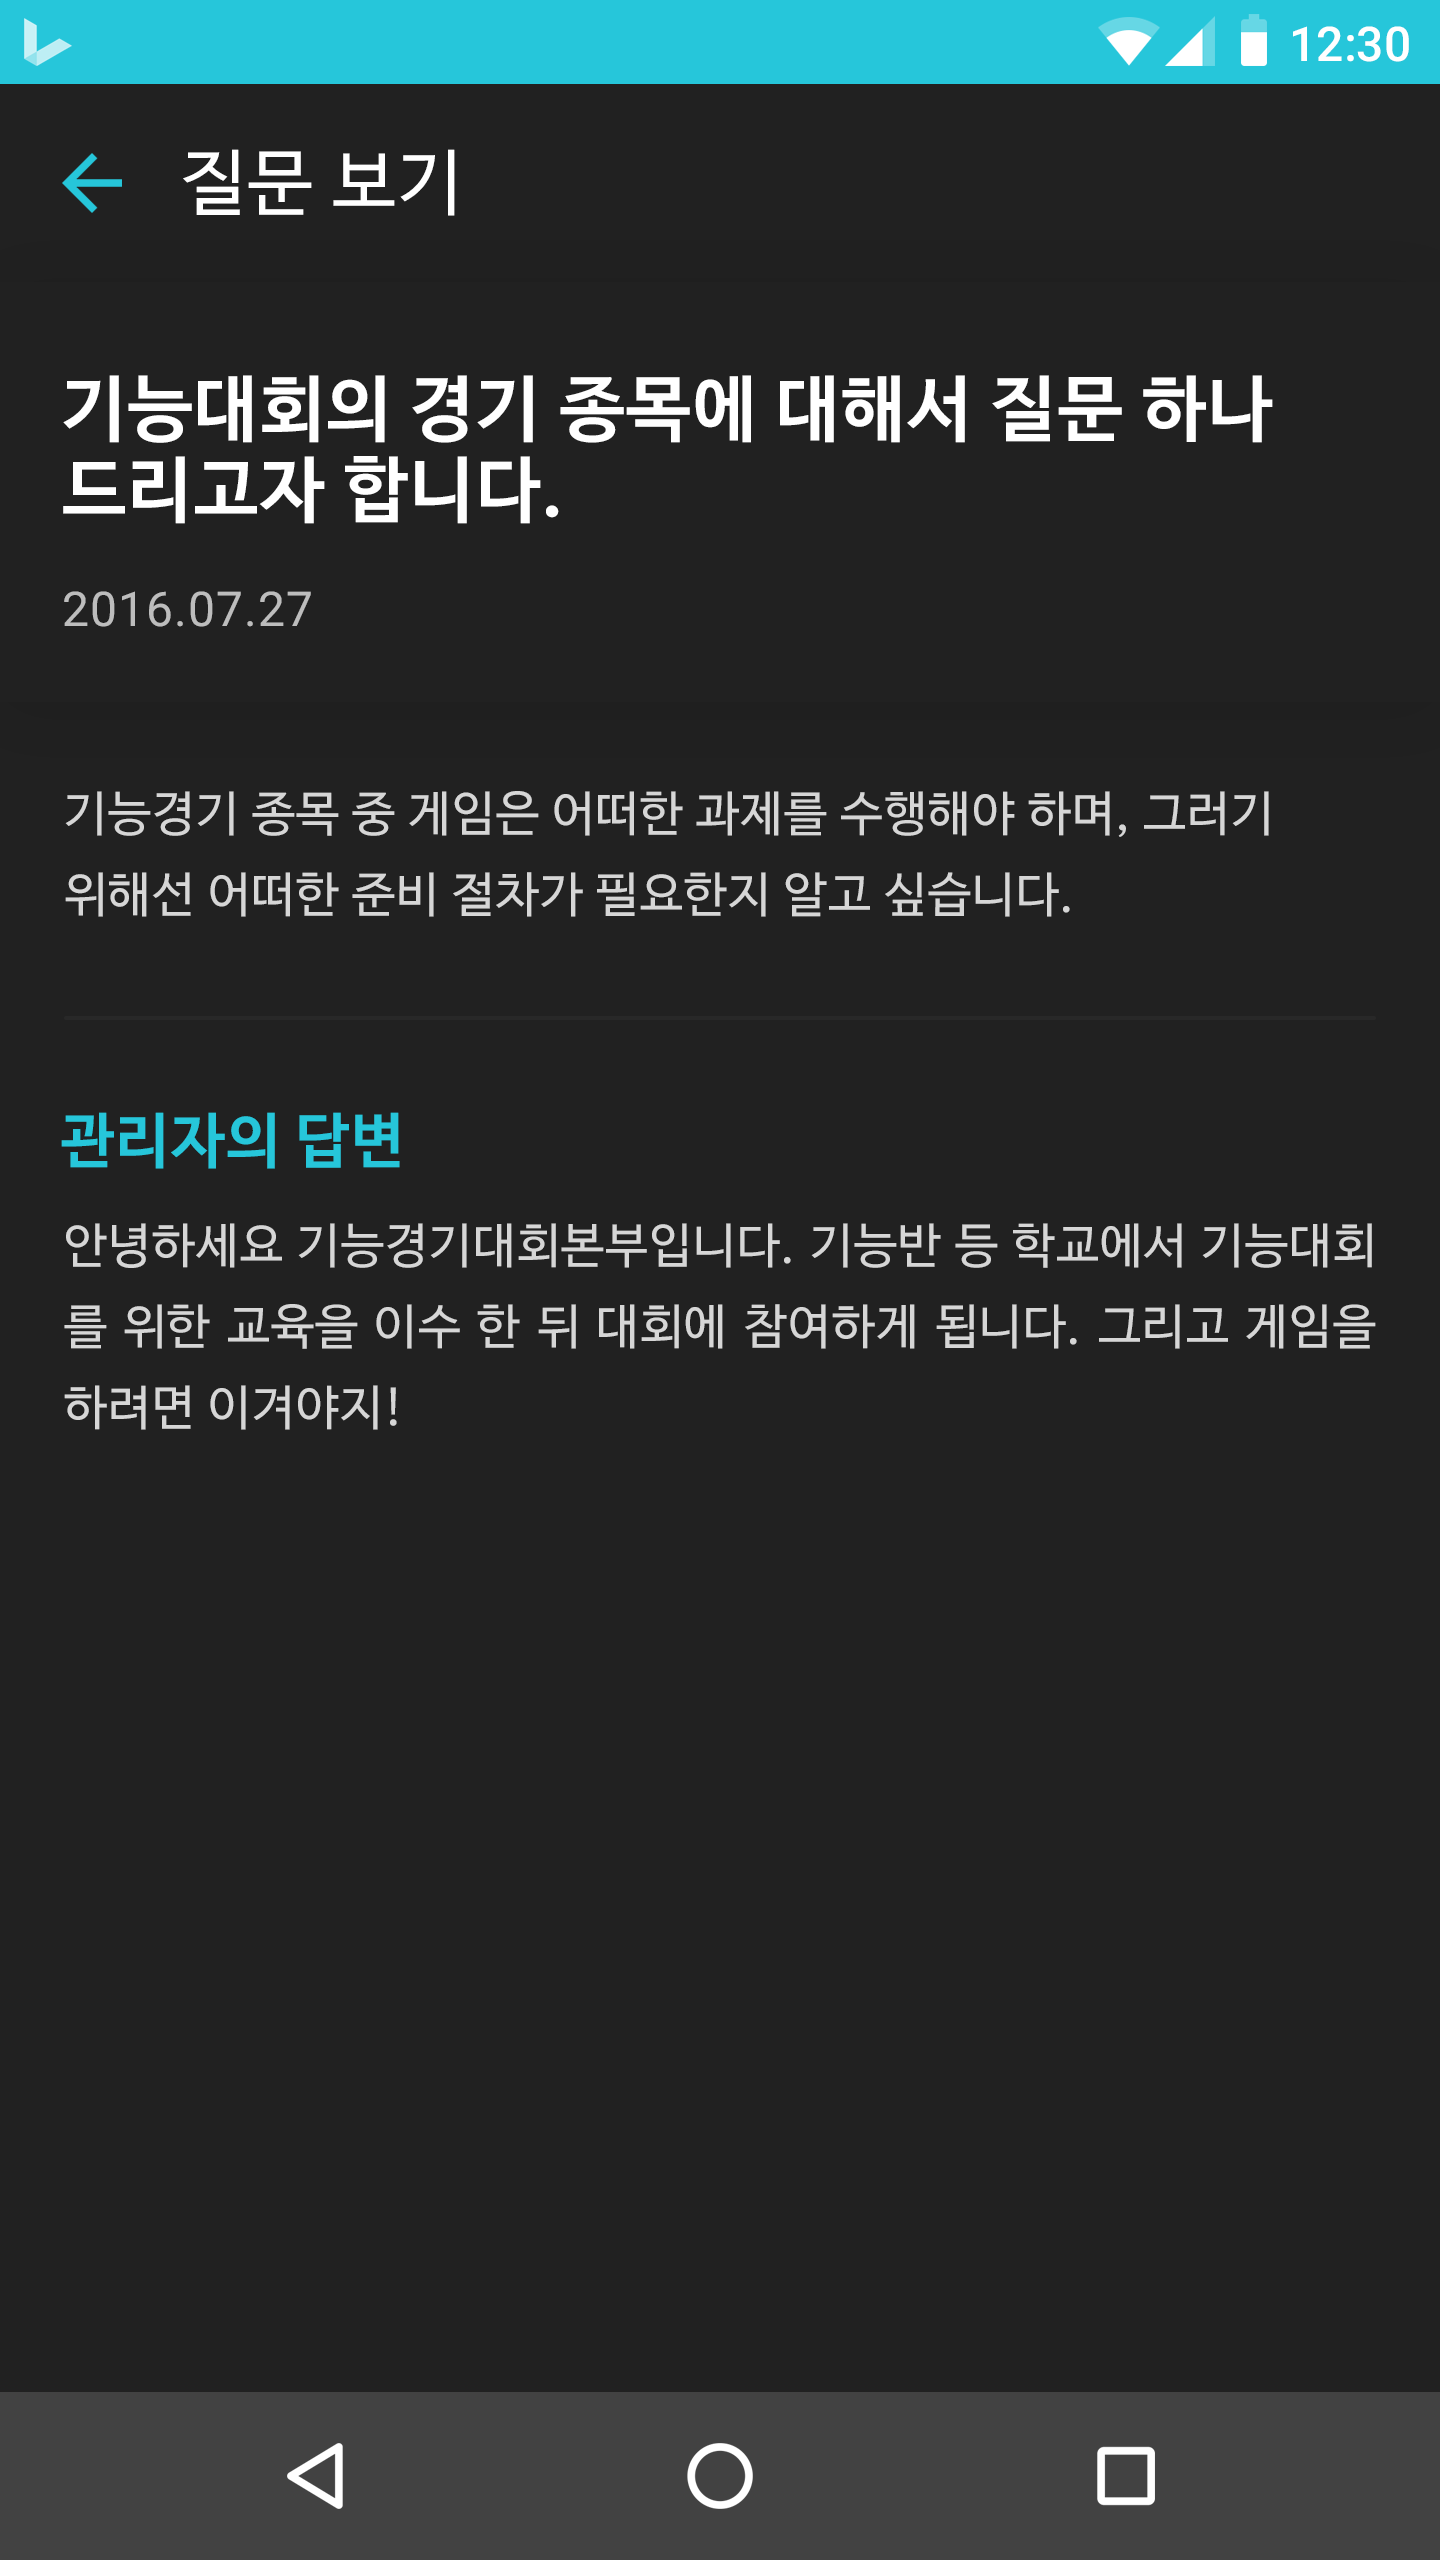 12:30
질문 보기
기능대회의 경기 종목에 대해서 질문 하나
드리고자 합니다.
2016.07.27
기능경기 종목 중 게임은 어떠한 과제를 수행해야 하며, 그러기
위해선 어떠한 준비 절차가 필요한지 알고 싶습니다.
관리자의 답변
안녕하세요 기능경기대회본부입니다. 기능반 등 학교에서 기능대회
를 위한 교육을 이수 한 뒤 대회에 참여하게 됩니다. 그리고 게임을
하려면 이겨야지!